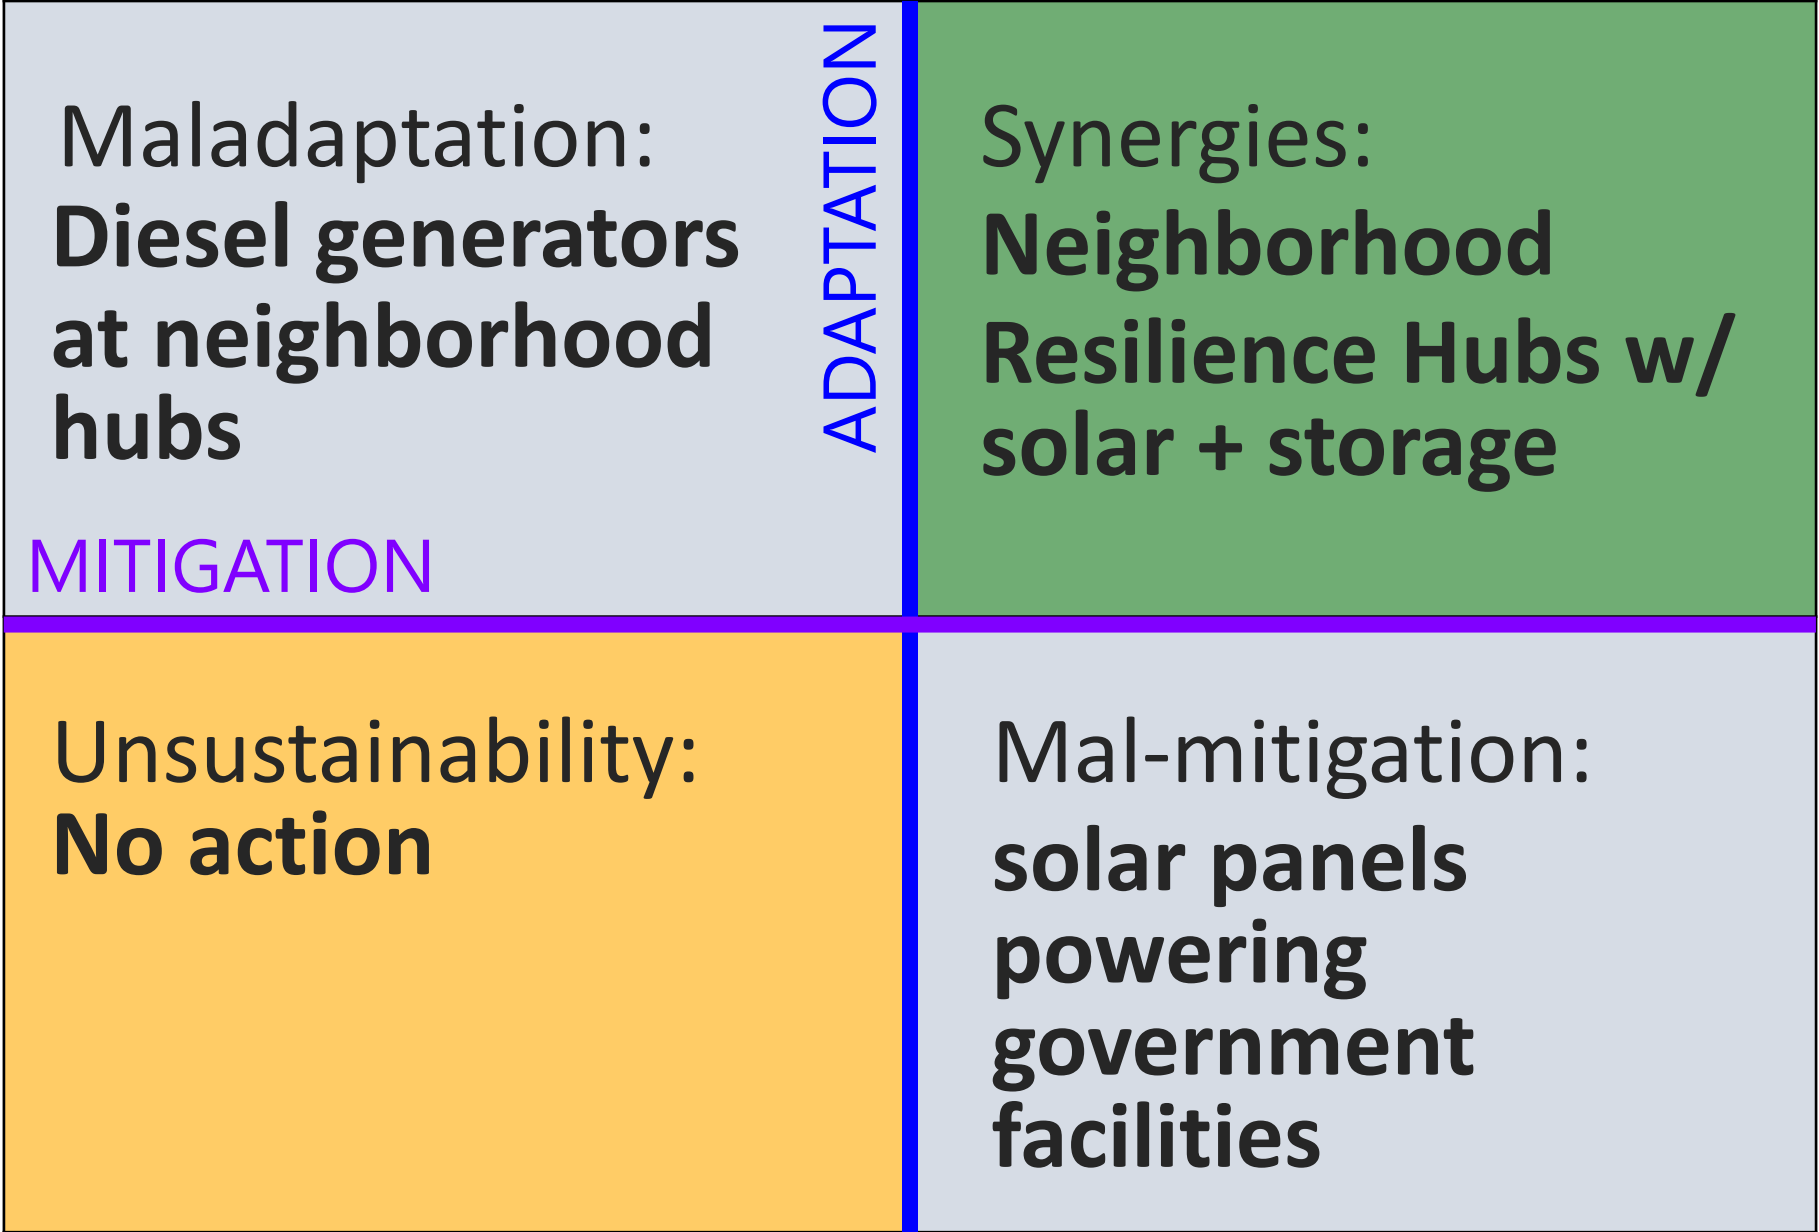 Maladaptation:
Diesel generators
at neighborhood
hubs
ADAPTATION
MITIGATION
Synergies:
Neighborhood
Resilience Hubs w/
solar + storage
Unsustainability:
No action
Mal-mitigation:
solar panels
powering
government
facilities